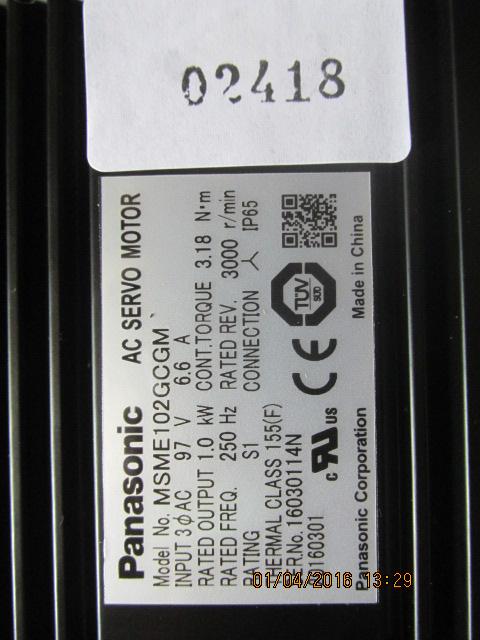 02418
Panasonic AC SERVO MOTOR
Model No. MSME102GCGM
INPUT 3φAC 97 V 6.6 A
RATED OUTPUT 1.0 kW CONT.TORQUE 3.18 N·m
RATED FREQ. 250 Hz RATED REV. 3000 r/min
RATING S1 CONNECTION 人 IP65
THERMAL CLASS 155(F)
SER.No. 16030114N
160301
c RU US CE TÜV SÜD
Panasonic Corporation Made in China
01/04/2016 13:29